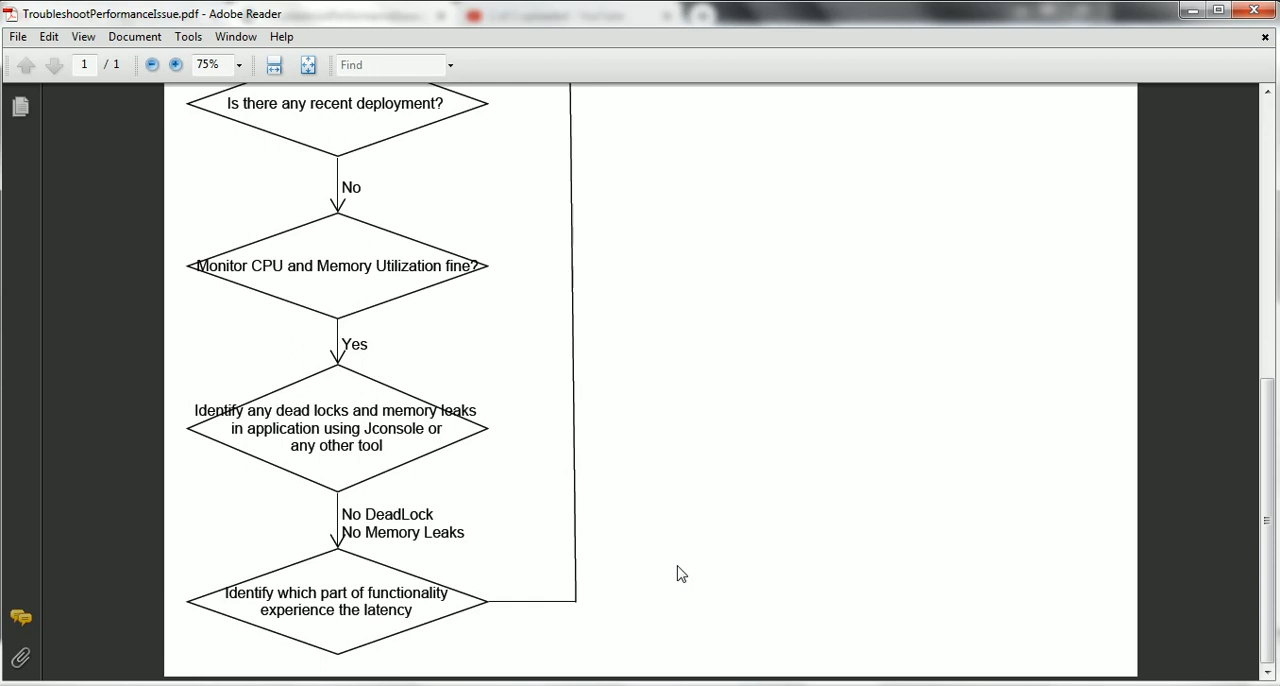 TroubleshootPerformanceIssue.pdf - Adobe Reader
File Edit View Document Tools Window Help
1 / 1 75% Find
Is there any recent deployment?
No
Monitor CPU and Memory Utilization fine?
Yes
Identify any dead locks and memory leaks
in application using Jconsole or
any other tool
No DeadLock
No Memory Leaks
Identify which part of functionality
experience the latency